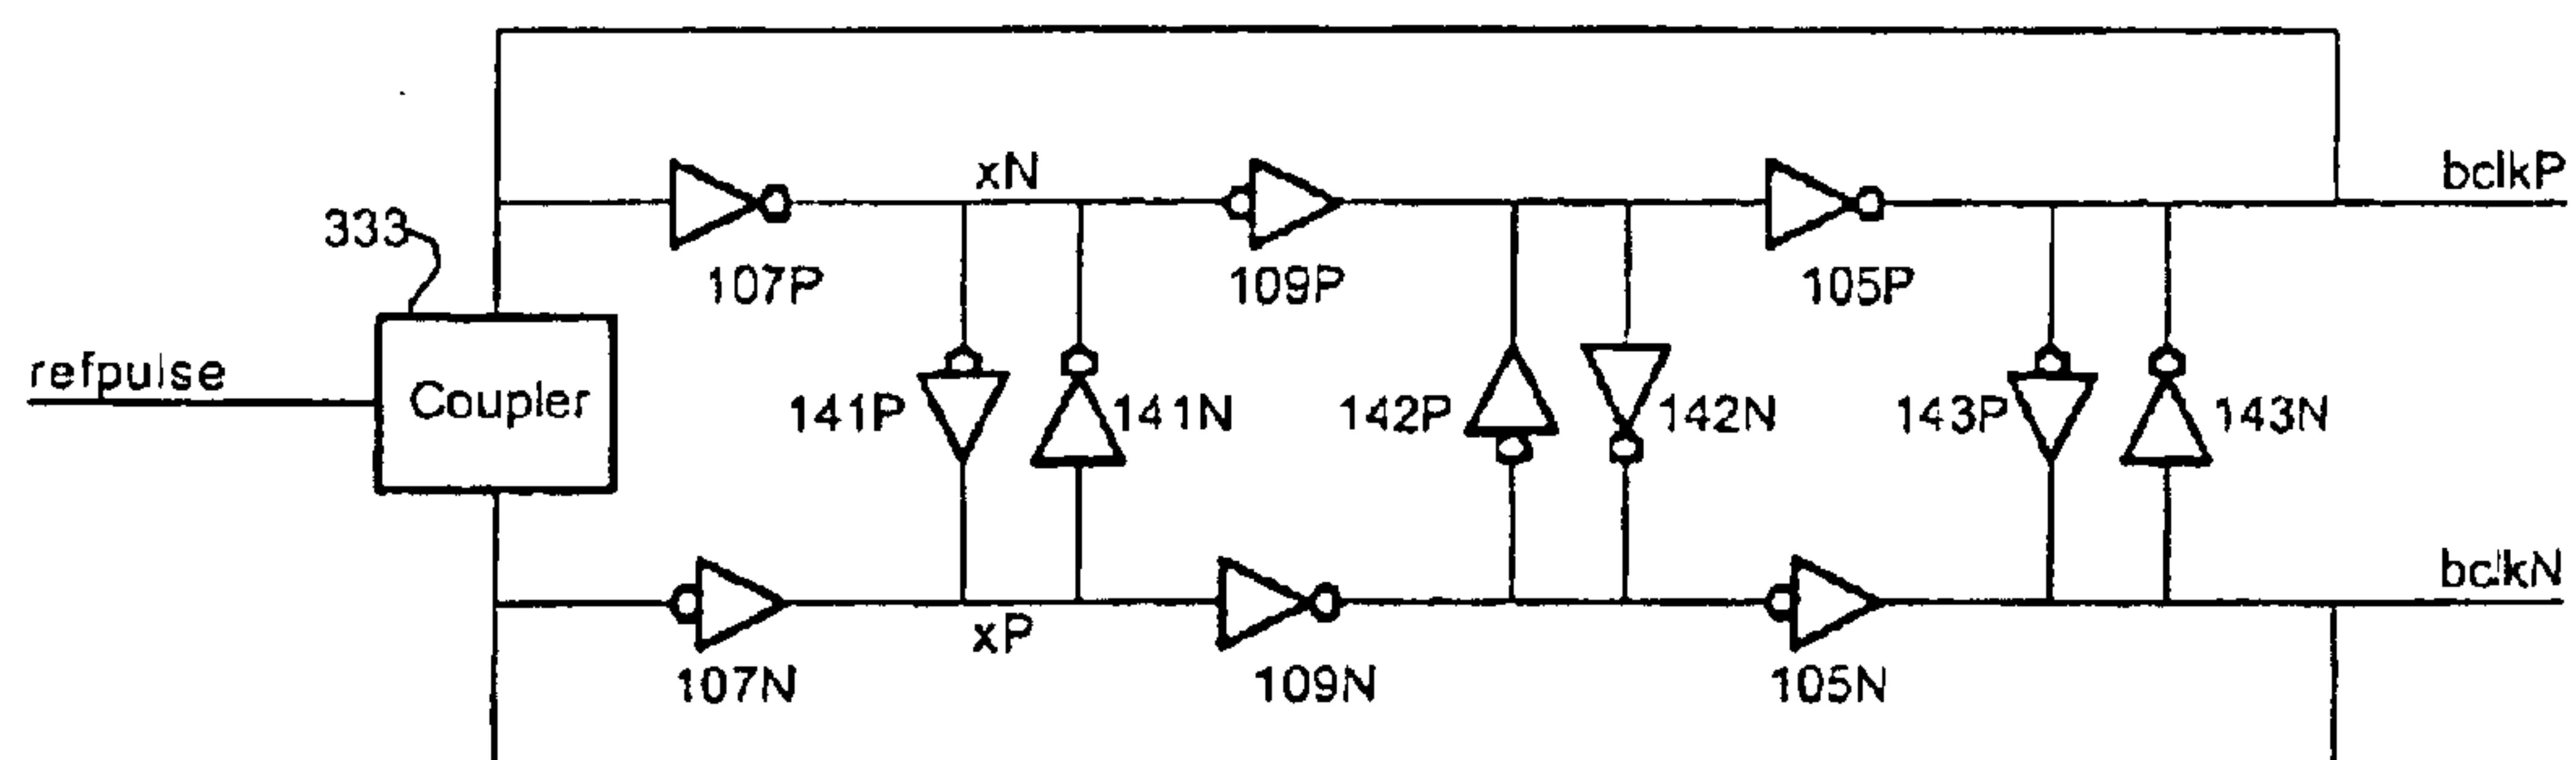 xN
bclkP
333
107P
109P
105P
refpulse
Coupler
141P
141N
142P
142N
143P
143N
bclkN
xP
107N
109N
105N